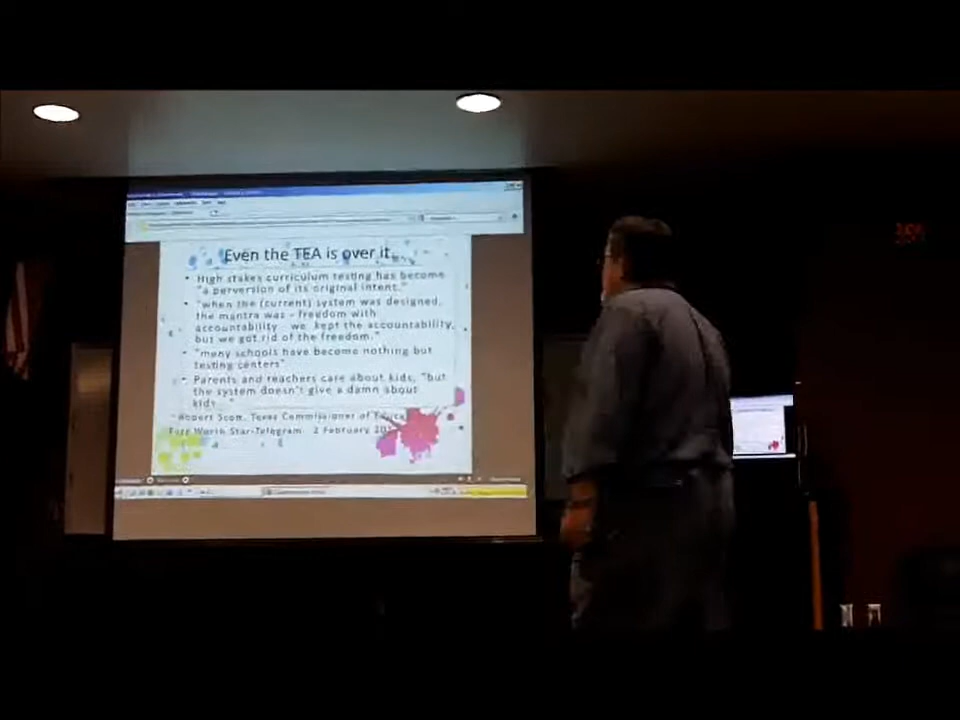 Even the TEA is over it.
• High stakes curriculum testing has become
"a perversion of its original intent."
• "when the (current) system was designed,
the mantra was - freedom with
accountability - we kept the accountability,
but we got rid of the freedom."
• "many schools have become nothing but
testing centers"
• Parents and teachers care about kids, "but
the system doesn't give a damn about
kids..."
Robert Scott, Texas Commissioner of
Fort Worth Star-Telegram 2 February